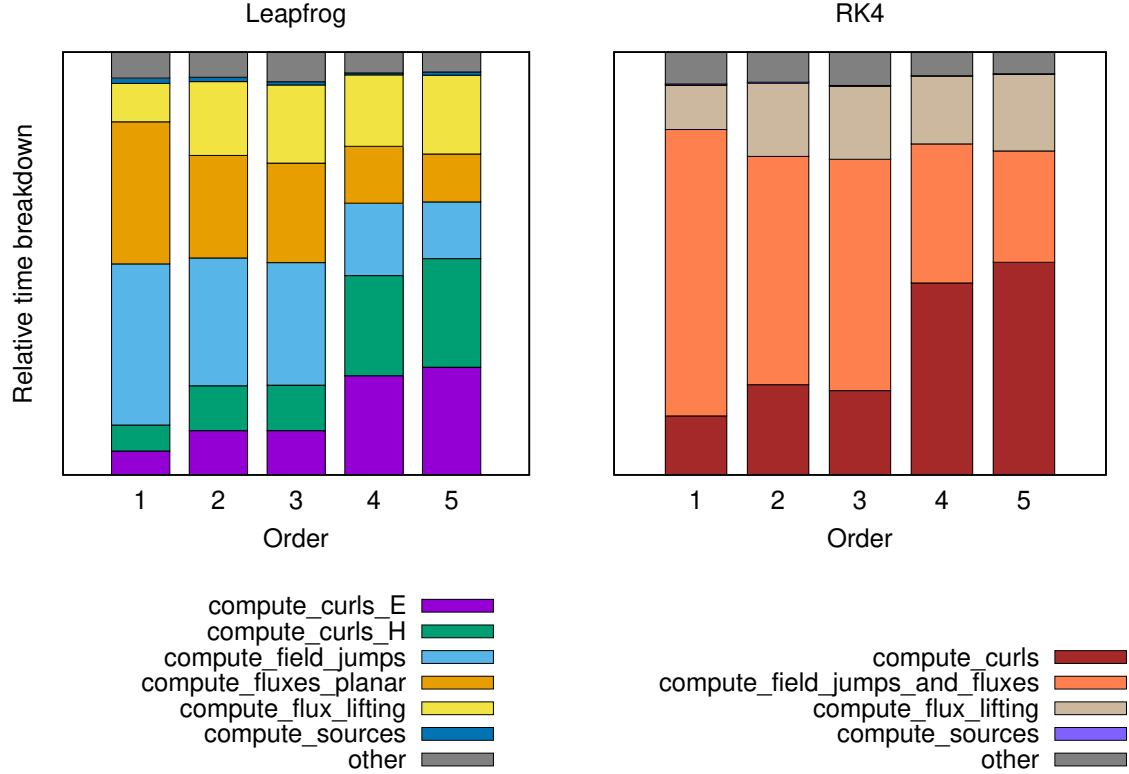 Leapfrog
RK4
Relative time breakdown
1 2 3 4 5
1 2 3 4 5
Order
Order
compute_curls_E
compute_curls_H
compute_field_jumps
compute_fluxes_planar
compute_flux_lifting
compute_sources
other
compute_curls
compute_field_jumps_and_fluxes
compute_flux_lifting
compute_sources
other